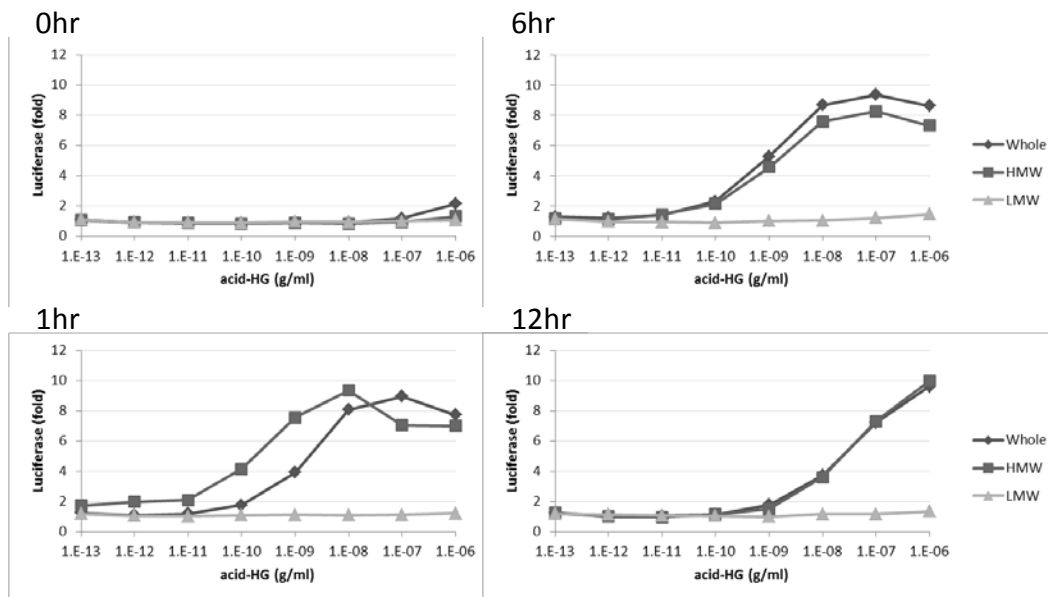 0hr
12
10
8
6
4
2
0
Luciferase (fold)
1.E-13 1.E-12 1.E-11 1.E-10 1.E-09 1.E-08 1.E-07 1.E-06
acid-HG (g/ml)
6hr
12
10
8
6
4
2
0
Luciferase (fold)
1.E-13 1.E-12 1.E-11 1.E-10 1.E-09 1.E-08 1.E-07 1.E-06
acid-HG (g/ml)
Whole
HMW
LMW
1hr
12
10
8
6
4
2
0
Luciferase (fold)
1.E-13 1.E-12 1.E-11 1.E-10 1.E-09 1.E-08 1.E-07 1.E-06
acid-HG (g/ml)
12hr
12
10
8
6
4
2
0
Luciferase (fold)
1.E-13 1.E-12 1.E-11 1.E-10 1.E-09 1.E-08 1.E-07 1.E-06
acid-HG (g/ml)
Whole
HMW
LMW